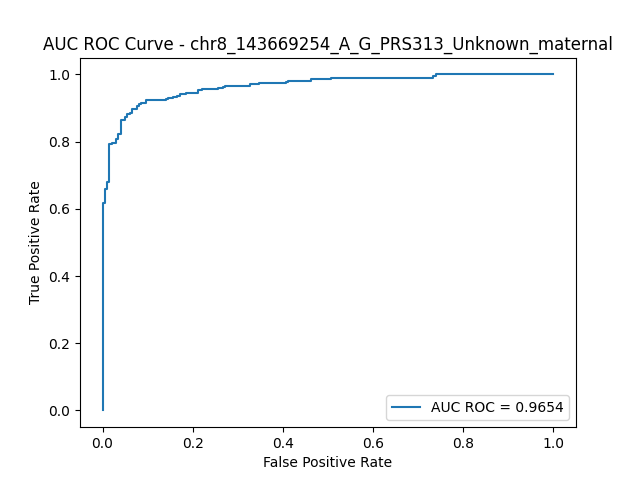 AUC ROC Curve - chr8_143669254_A_G_PRS313_Unknown_maternal
1.0
0.8
0.6
0.4
0.2
0.0
True Positive Rate
AUC ROC = 0.9654
0.0 0.2 0.4 0.6 0.8 1.0
False Positive Rate